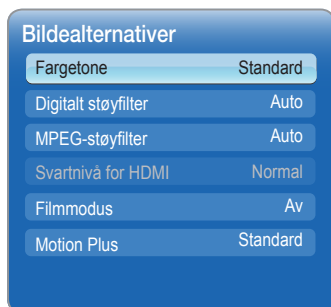 Bildealternativer
Fargetone Standard
Digitalt støyfilter Auto
MPEG-støyfilter Auto
Svartnivå for HDMI Normal
Filmmodus Av
Motion Plus Standard